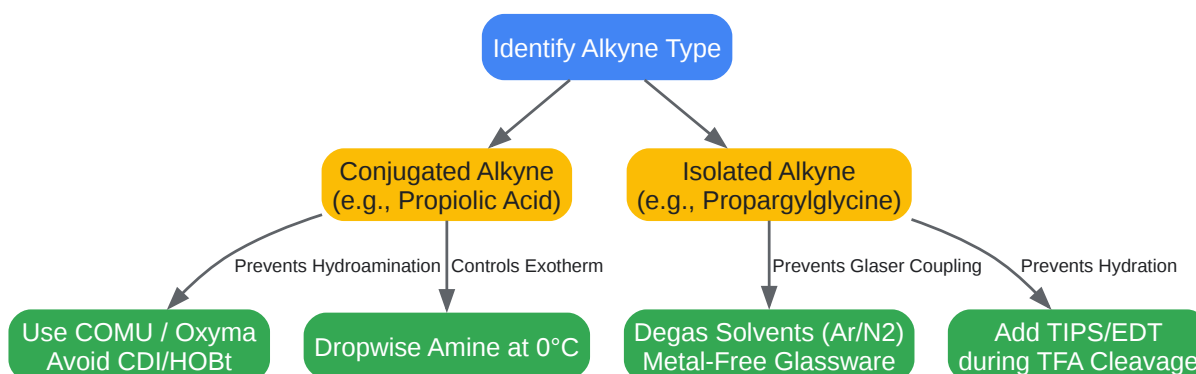 Identify Alkyne Type
Conjugated Alkyne
(e.g., Propiolic Acid)
Isolated Alkyne
(e.g., Propargylglycine)
Prevents Hydroamination
Controls Exotherm
Prevents Glaser Coupling
Prevents Hydration
Use COMU / Oxyma
Avoid CDI/HOBt
Dropwise Amine at 0°C
Degas Solvents (Ar/N2)
Metal-Free Glassware
Add TIPS/EDT
during TFA Cleavage